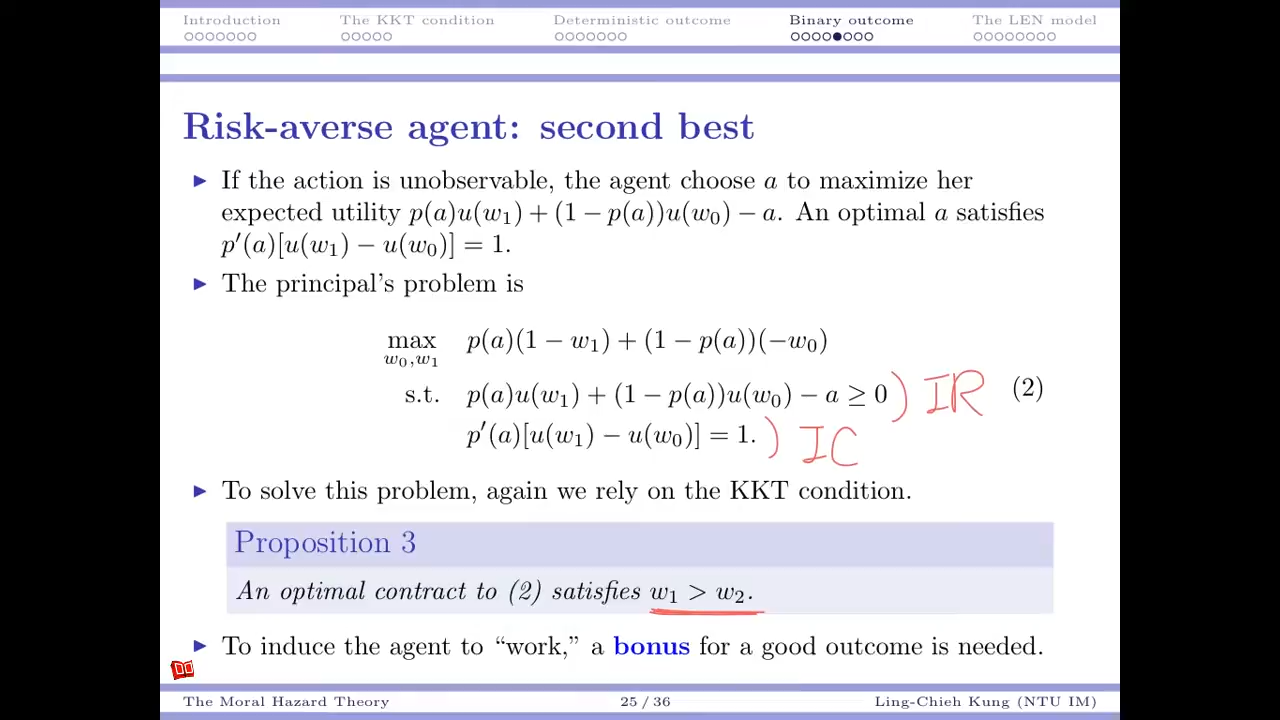 Introduction The KKT condition Deterministic outcome Binary outcome The LEN model
Risk-averse agent: second best
If the action is unobservable, the agent choose a to maximize her
expected utility p(a)u(w₁) + (1 − p(a))u(w₀) − a. An optimal a satisfies
p′(a)[u(w₁) − u(w₀)] = 1.
The principal's problem is
max p(a)(1 − w₁) + (1 − p(a))(−w₀)
w₀,w₁
s.t. p(a)u(w₁) + (1 − p(a))u(w₀) − a ≥ 0 ) IR (2)
p′(a)[u(w₁) − u(w₀)] = 1. ) IC
To solve this problem, again we rely on the KKT condition.
Proposition 3
An optimal contract to (2) satisfies w₁ > w₂.
To induce the agent to “work,” a bonus for a good outcome is needed.
The Moral Hazard Theory 25 / 36 Ling-Chieh Kung (NTU IM)